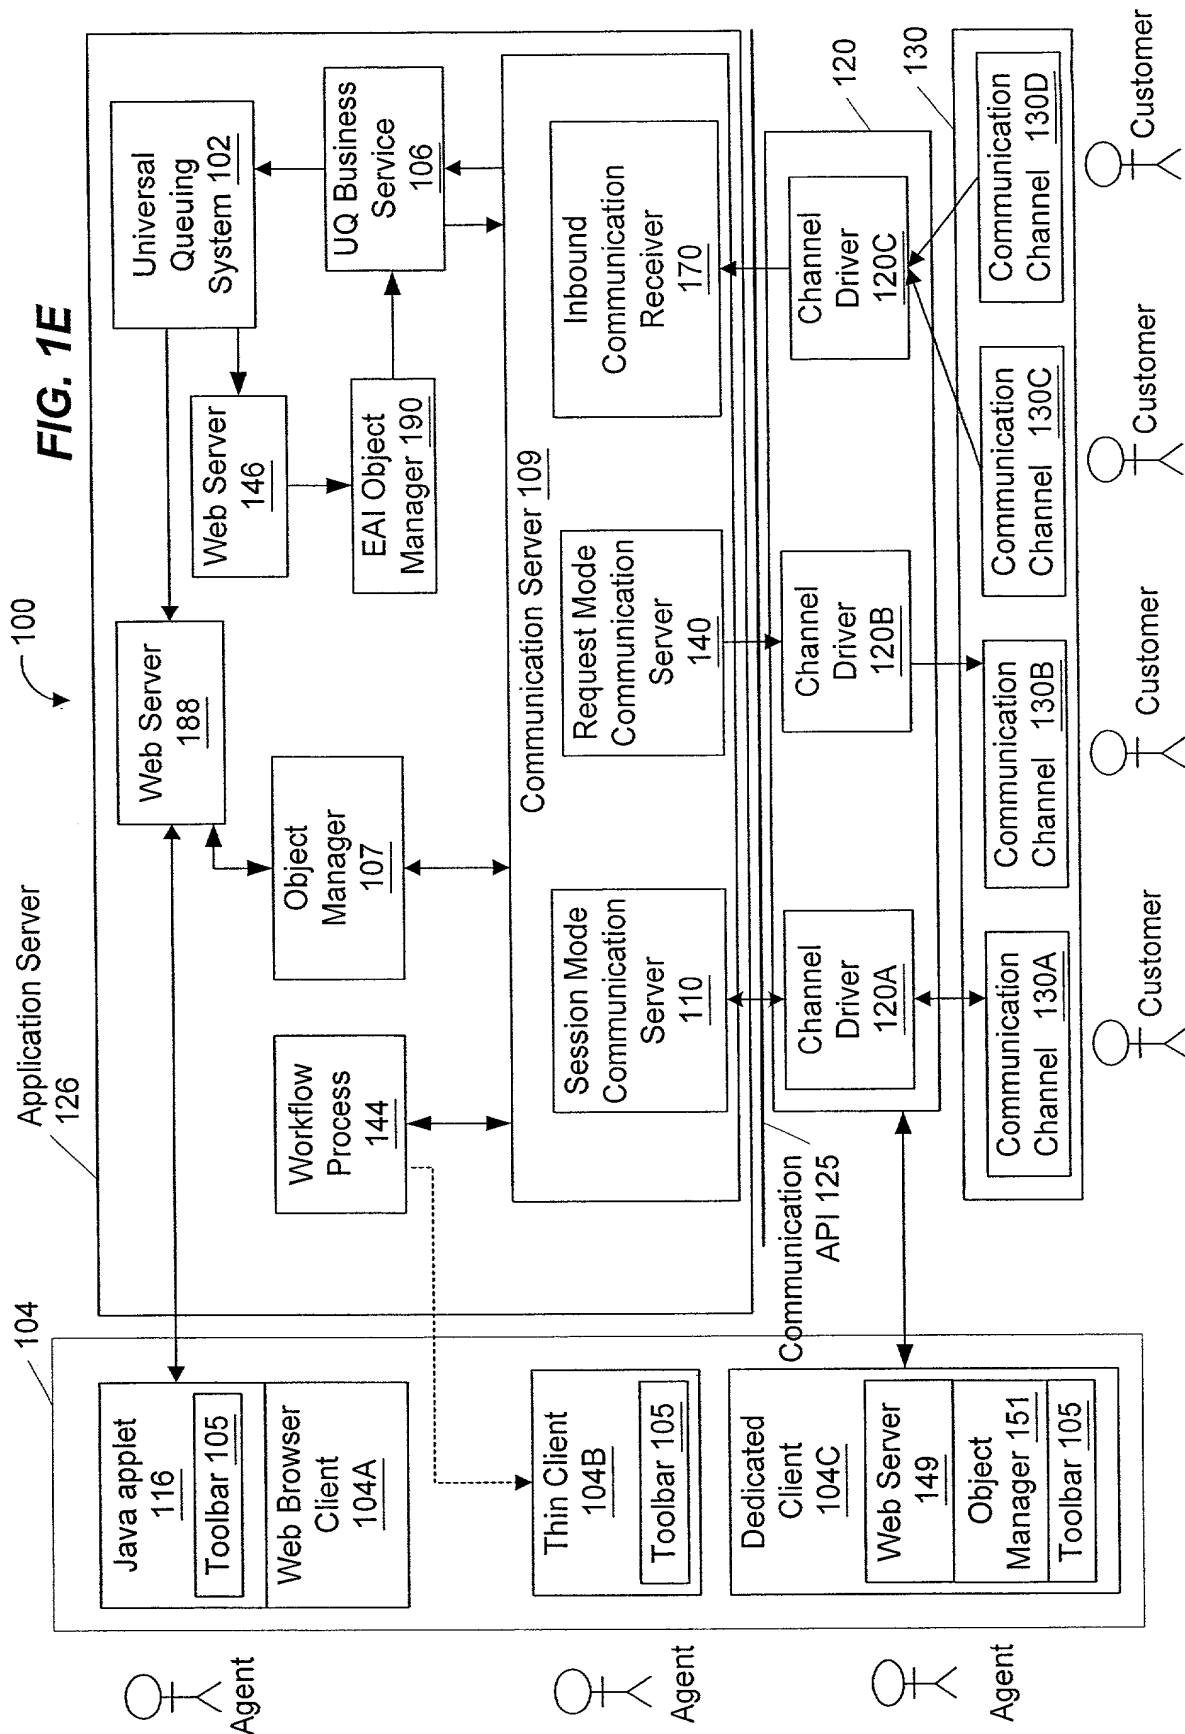 FIG. 1E
100
Application Server
126
104
Java applet
116
Toolbar 105
Web Browser
Client
104A
Agent
Thin Client
104B
Toolbar 105
Agent
Dedicated
Client
104C
Web Server
149
Object
Manager 151
Toolbar 105
Agent
Web Server
188
Universal
Queuing
System 102
Web Server
146
EAI Object
Manager 190
UQ Business
Service
106
Workflow
Process
144
Object
Manager
107
Communication Server 109
Session Mode
Communication
Server
110
Request Mode
Communication
Server
140
Inbound
Communication
Receiver
170
Communication
API 125
120
Channel
Driver
120A
Channel
Driver
120B
Channel
Driver
120C
130
Communication
Channel 130A
Communication
Channel 130B
Communication
Channel 130C
Communication
Channel 130D
Customer
Customer
Customer
Customer